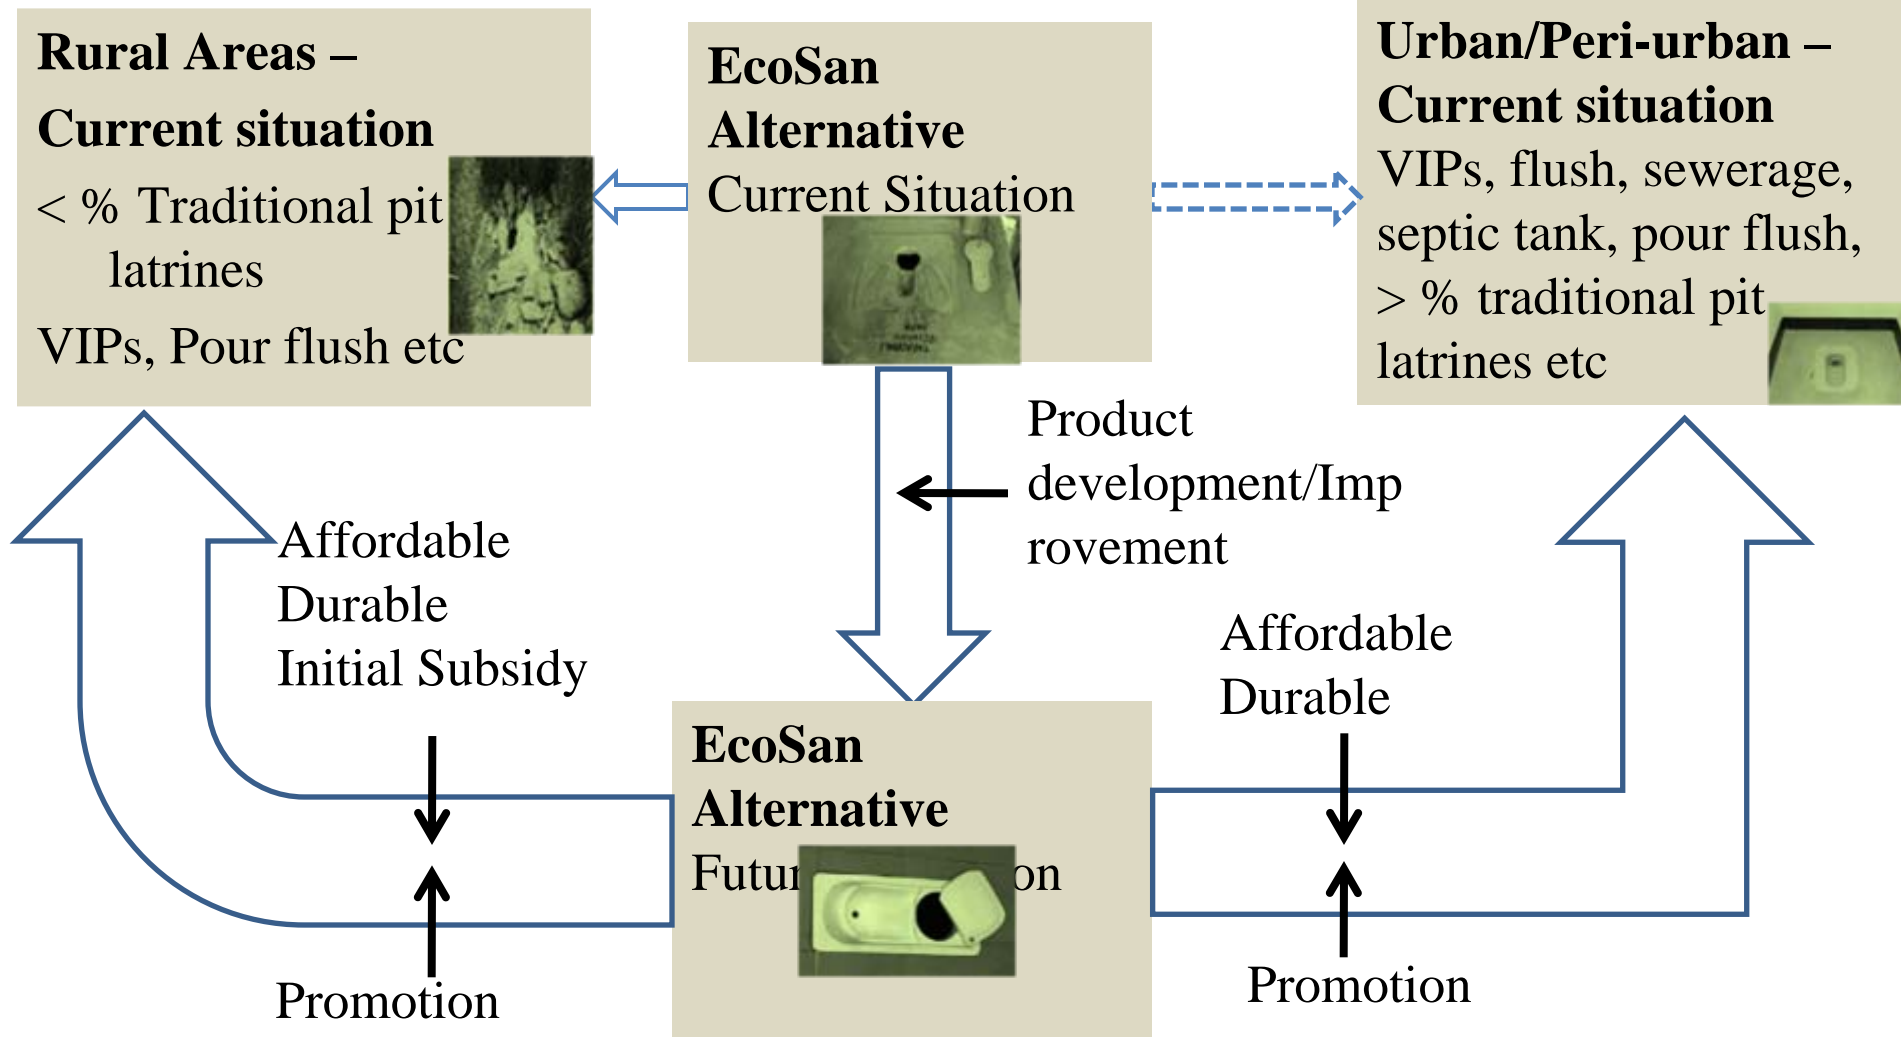 Rural Areas –
Current situation
< % Traditional pit
latrines
VIPs, Pour flush etc
EcoSan
Alternative
Current Situation
Urban/Peri-urban –
Current situation
VIPs, flush, sewerage,
septic tank, pour flush,
> % traditional pit
latrines etc
Product
development/Imp
rovement
Affordable
Durable
Initial Subsidy
Affordable
Durable
EcoSan
Alternative
Promotion
Promotion